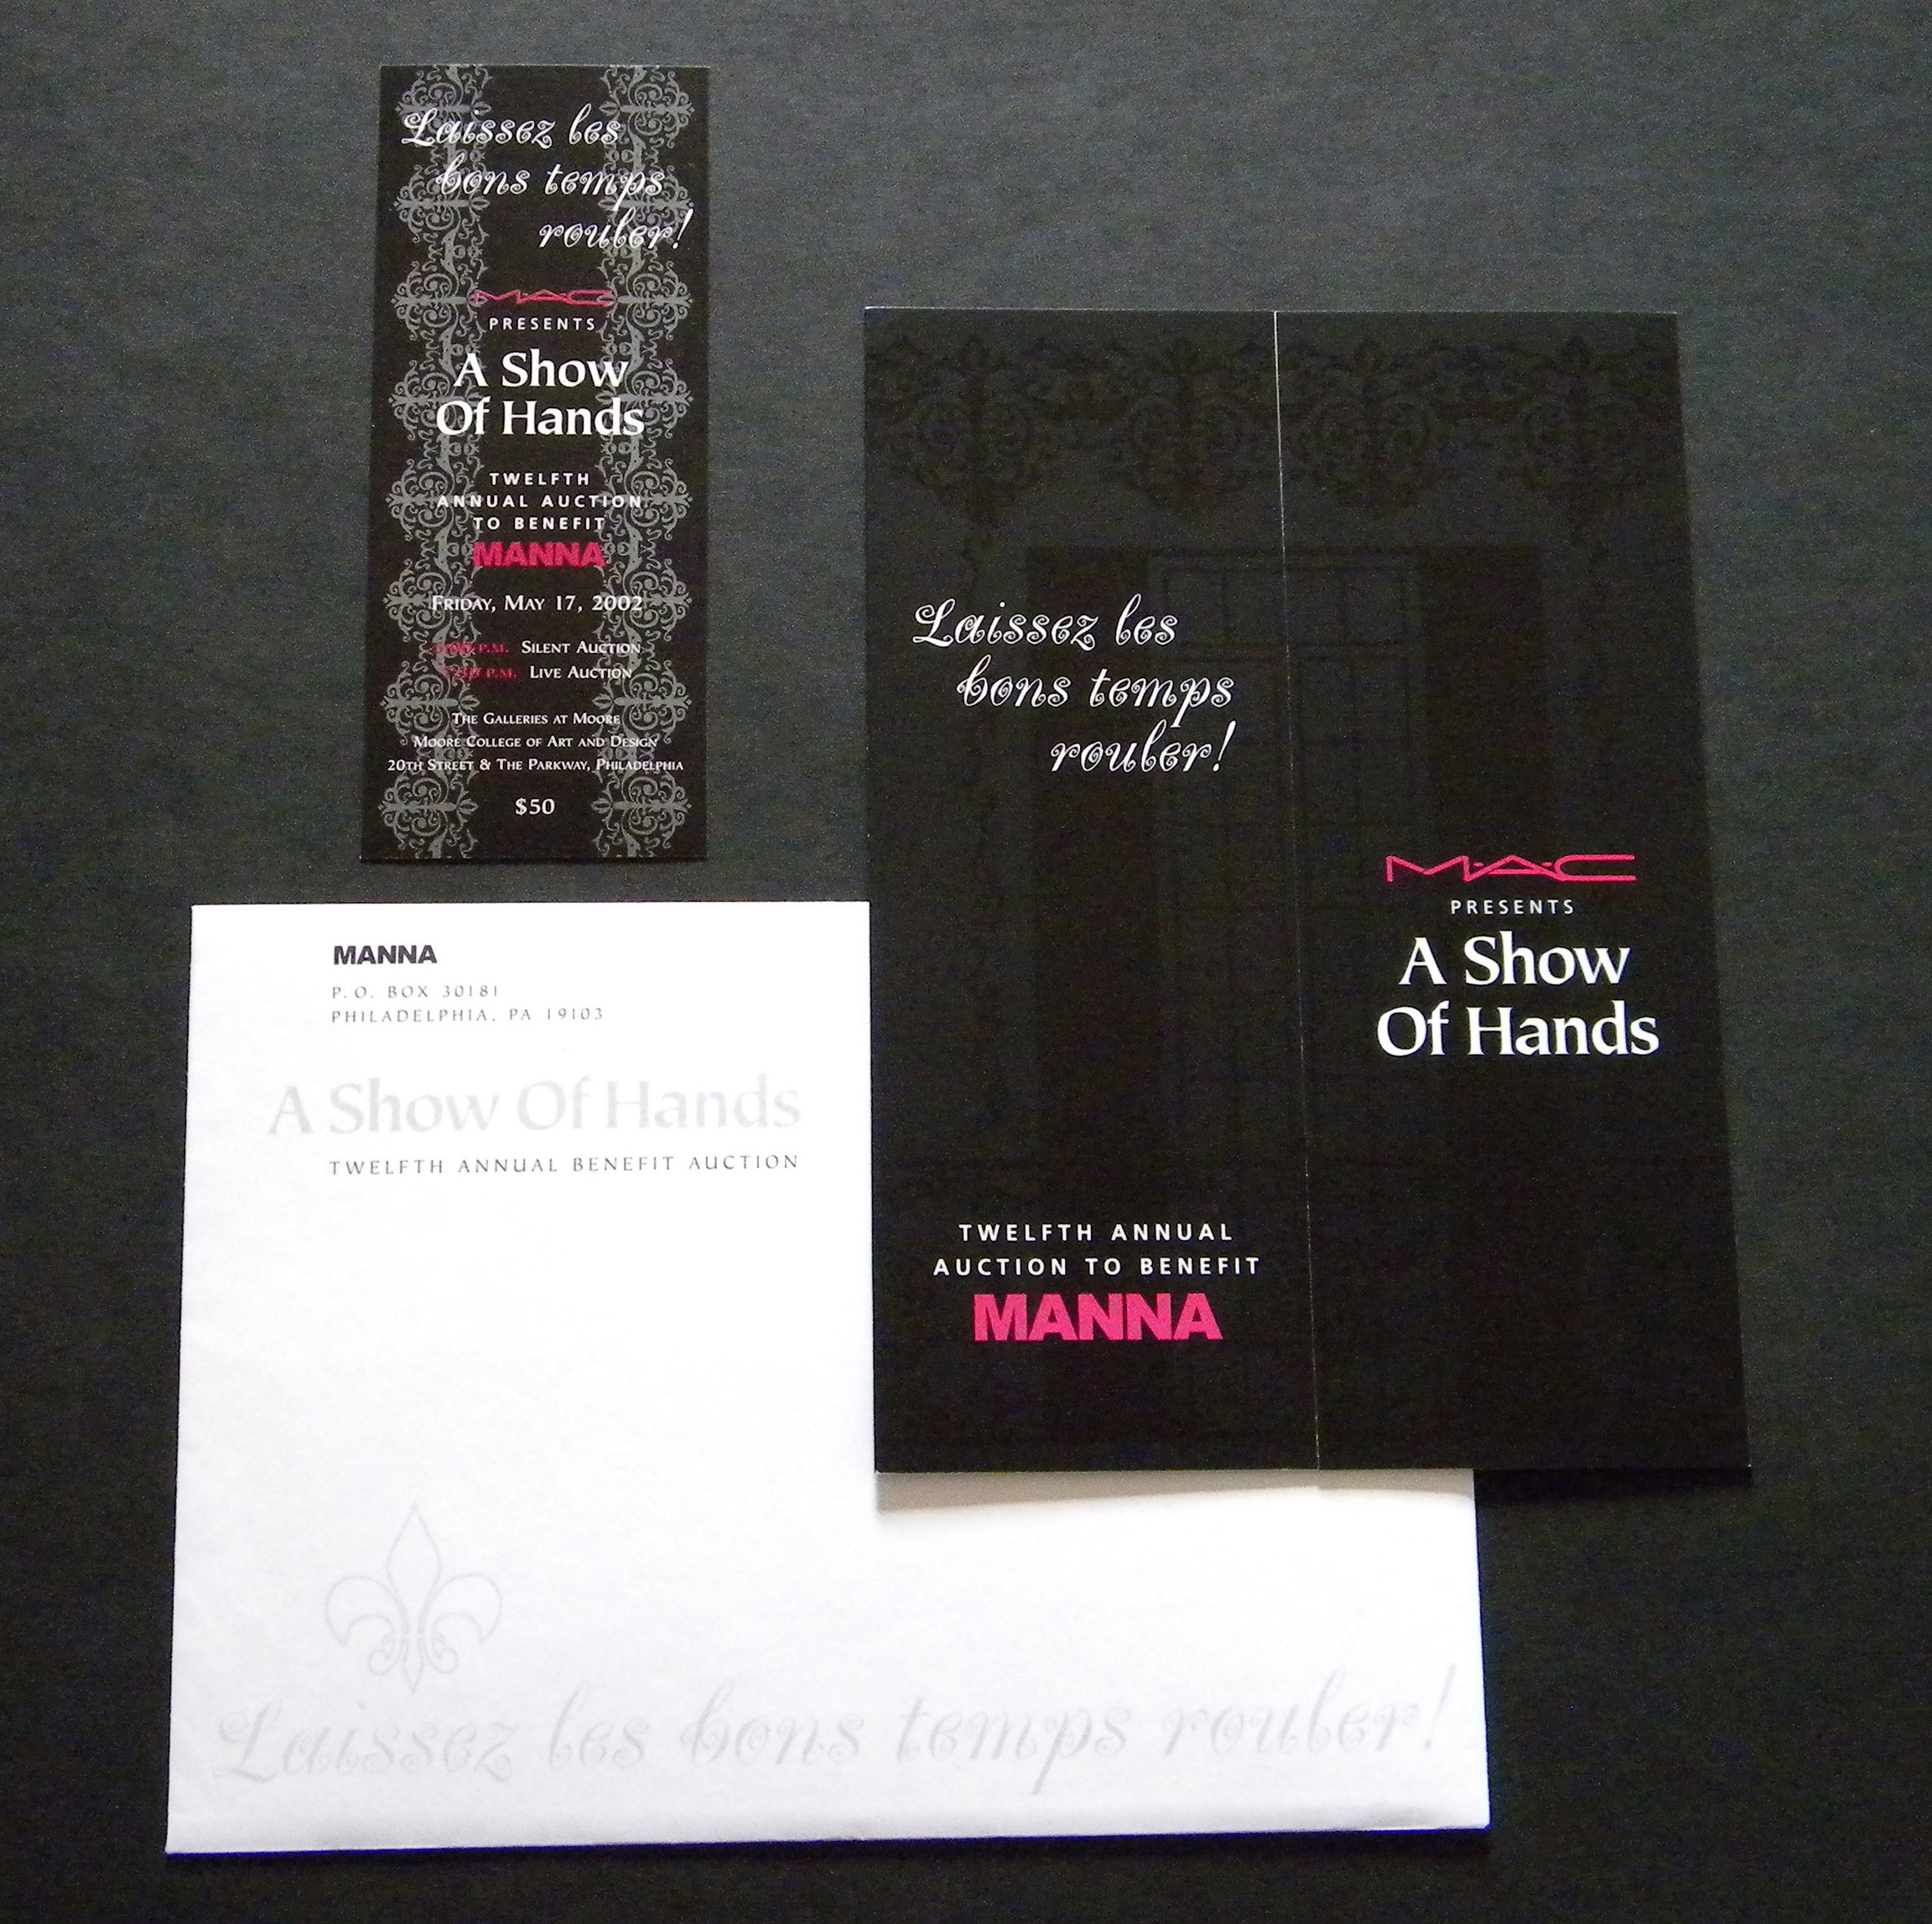 Laissez les
bons temps
rouler!
MAC
PRESENTS
A Show
Of Hands
TWELFTH
ANNUAL AUCTION
TO BENEFIT
MANNA
FRIDAY, MAY 17, 2002
P.M. SILENT AUCTION
P.M. LIVE AUCTION
THE GALLERIES AT MOORE
MOORE COLLEGE OF ART AND DESIGN
20TH STREET & THE PARKWAY, PHILADELPHIA
$50
Laissez les
bons temps
rouler!
MAC
PRESENTS
A Show
Of Hands
TWELFTH ANNUAL
AUCTION TO BENEFIT
MANNA
MANNA
P. O. BOX 30181
PHILADELPHIA, PA 19103
A Show Of Hands
TWELFTH ANNUAL BENEFIT AUCTION
Laissez les bons temps rouler!